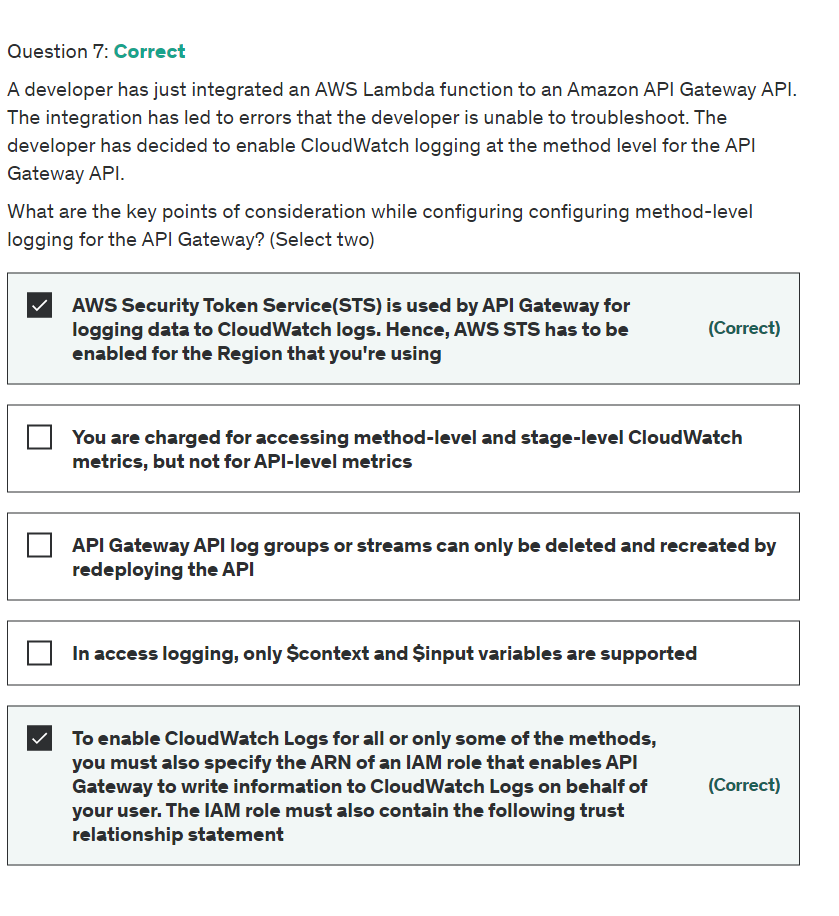 Question 7: Correct
A developer has just integrated an AWS Lambda function to an Amazon API Gateway API.
The integration has led to errors that the developer is unable to troubleshoot. The
developer has decided to enable CloudWatch logging at the method level for the API
Gateway API.
What are the key points of consideration while configuring configuring method-level
logging for the API Gateway? (Select two)
AWS Security Token Service(STS) is used by API Gateway for
logging data to CloudWatch logs. Hence, AWS STS has to be
enabled for the Region that you're using
(Correct)
You are charged for accessing method-level and stage-level CloudWatch
metrics, but not for API-level metrics
API Gateway API log groups or streams can only be deleted and recreated by
redeploying the API
In access logging, only $context and $input variables are supported
To enable CloudWatch Logs for all or only some of the methods,
you must also specify the ARN of an IAM role that enables API
Gateway to write information to CloudWatch Logs on behalf of
your user. The IAM role must also contain the following trust
relationship statement
(Correct)